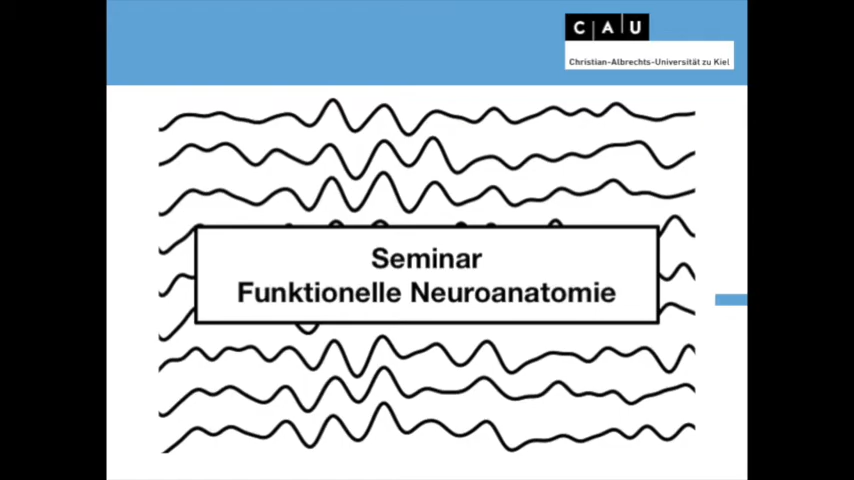 CAU
Christian-Albrechts-Universität zu Kiel
Seminar
Funktionelle Neuroanatomie